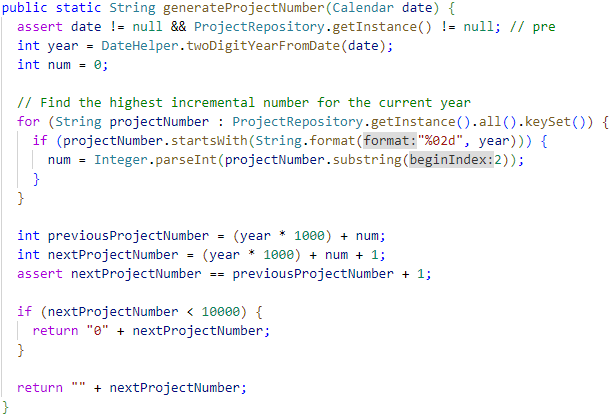 public static String generateProjectNumber(Calendar date) {
  assert date != null && ProjectRepository.getInstance() != null; // pre
  int year = DateHelper.twoDigitYearFromDate(date);
  int num = 0;

  // Find the highest incremental number for the current year
  for (String projectNumber : ProjectRepository.getInstance().all().keySet()) {
    if (projectNumber.startsWith(String.format(format:"%02d", year))) {
      num = Integer.parseInt(projectNumber.substring(beginIndex:2));
    }
  }

  int previousProjectNumber = (year * 1000) + num;
  int nextProjectNumber = (year * 1000) + num + 1;
  assert nextProjectNumber == previousProjectNumber + 1;

  if (nextProjectNumber < 10000) {
    return "0" + nextProjectNumber;
  }

  return "" + nextProjectNumber;
}